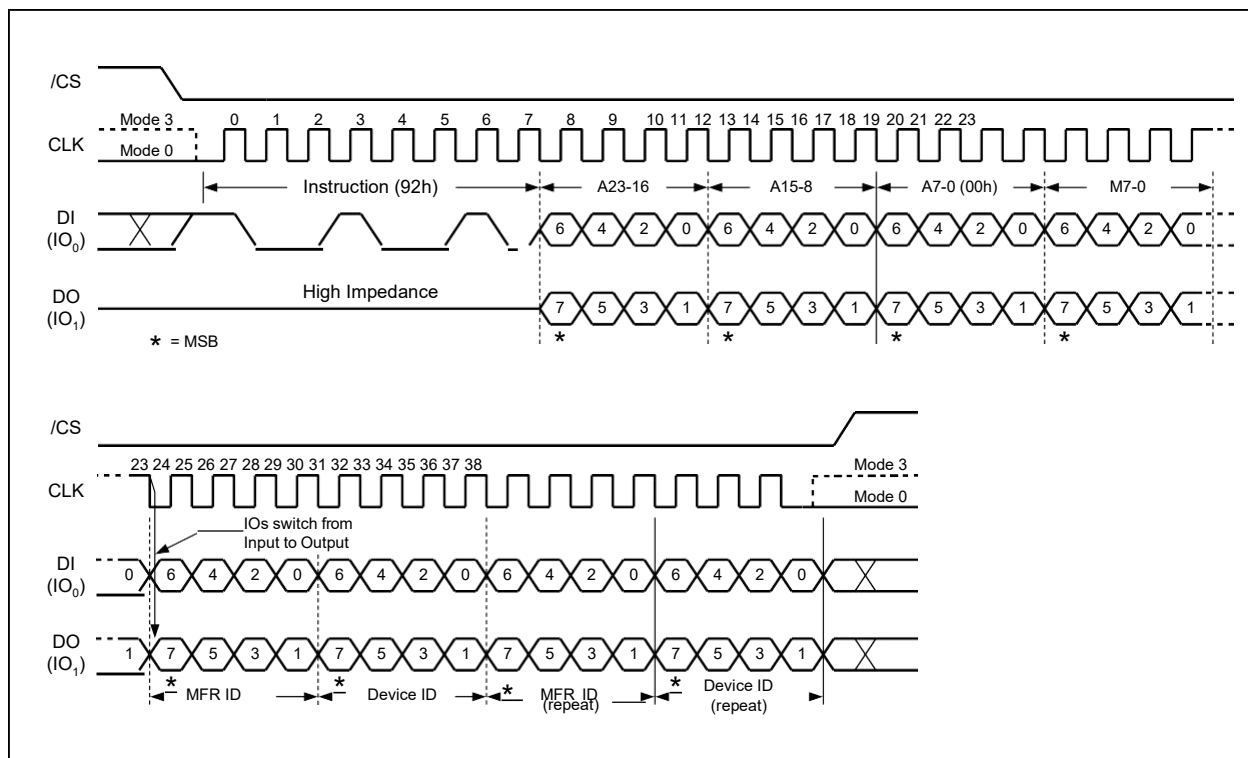 /CS
Mode 3
0 1 2 3 4 5 6 7 8 9 10 11 12 13 14 15 16 17 18 19 20 21 22 23
CLK
Mode 0
Instruction (92h) A23-16 A15-8 A7-0 (00h) M7-0
DI
(IO0)
6 4 2 0 6 4 2 0 6 4 2 0 6 4 2 0
High Impedance
DO
(IO1)
7 5 3 1 7 5 3 1 7 5 3 1 7 5 3 1
* * * *
* = MSB
/CS
23 24 25 26 27 28 29 30 31 32 33 34 35 36 37 38
Mode 3
CLK
Mode 0
IOs switch from
Input to Output
DI
(IO0)
0 6 4 2 0 6 4 2 0 6 4 2 0 6 4 2 0
DO
(IO1)
1 7 5 3 1 7 5 3 1 7 5 3 1 7 5 3 1
* * * *
MFR ID Device ID MFR ID
(repeat)
Device ID
(repeat)